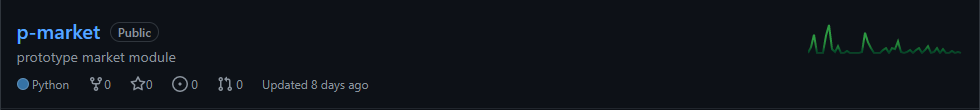 p-market Public
prototype market module
Python 0 0 0 0 Updated 8 days ago